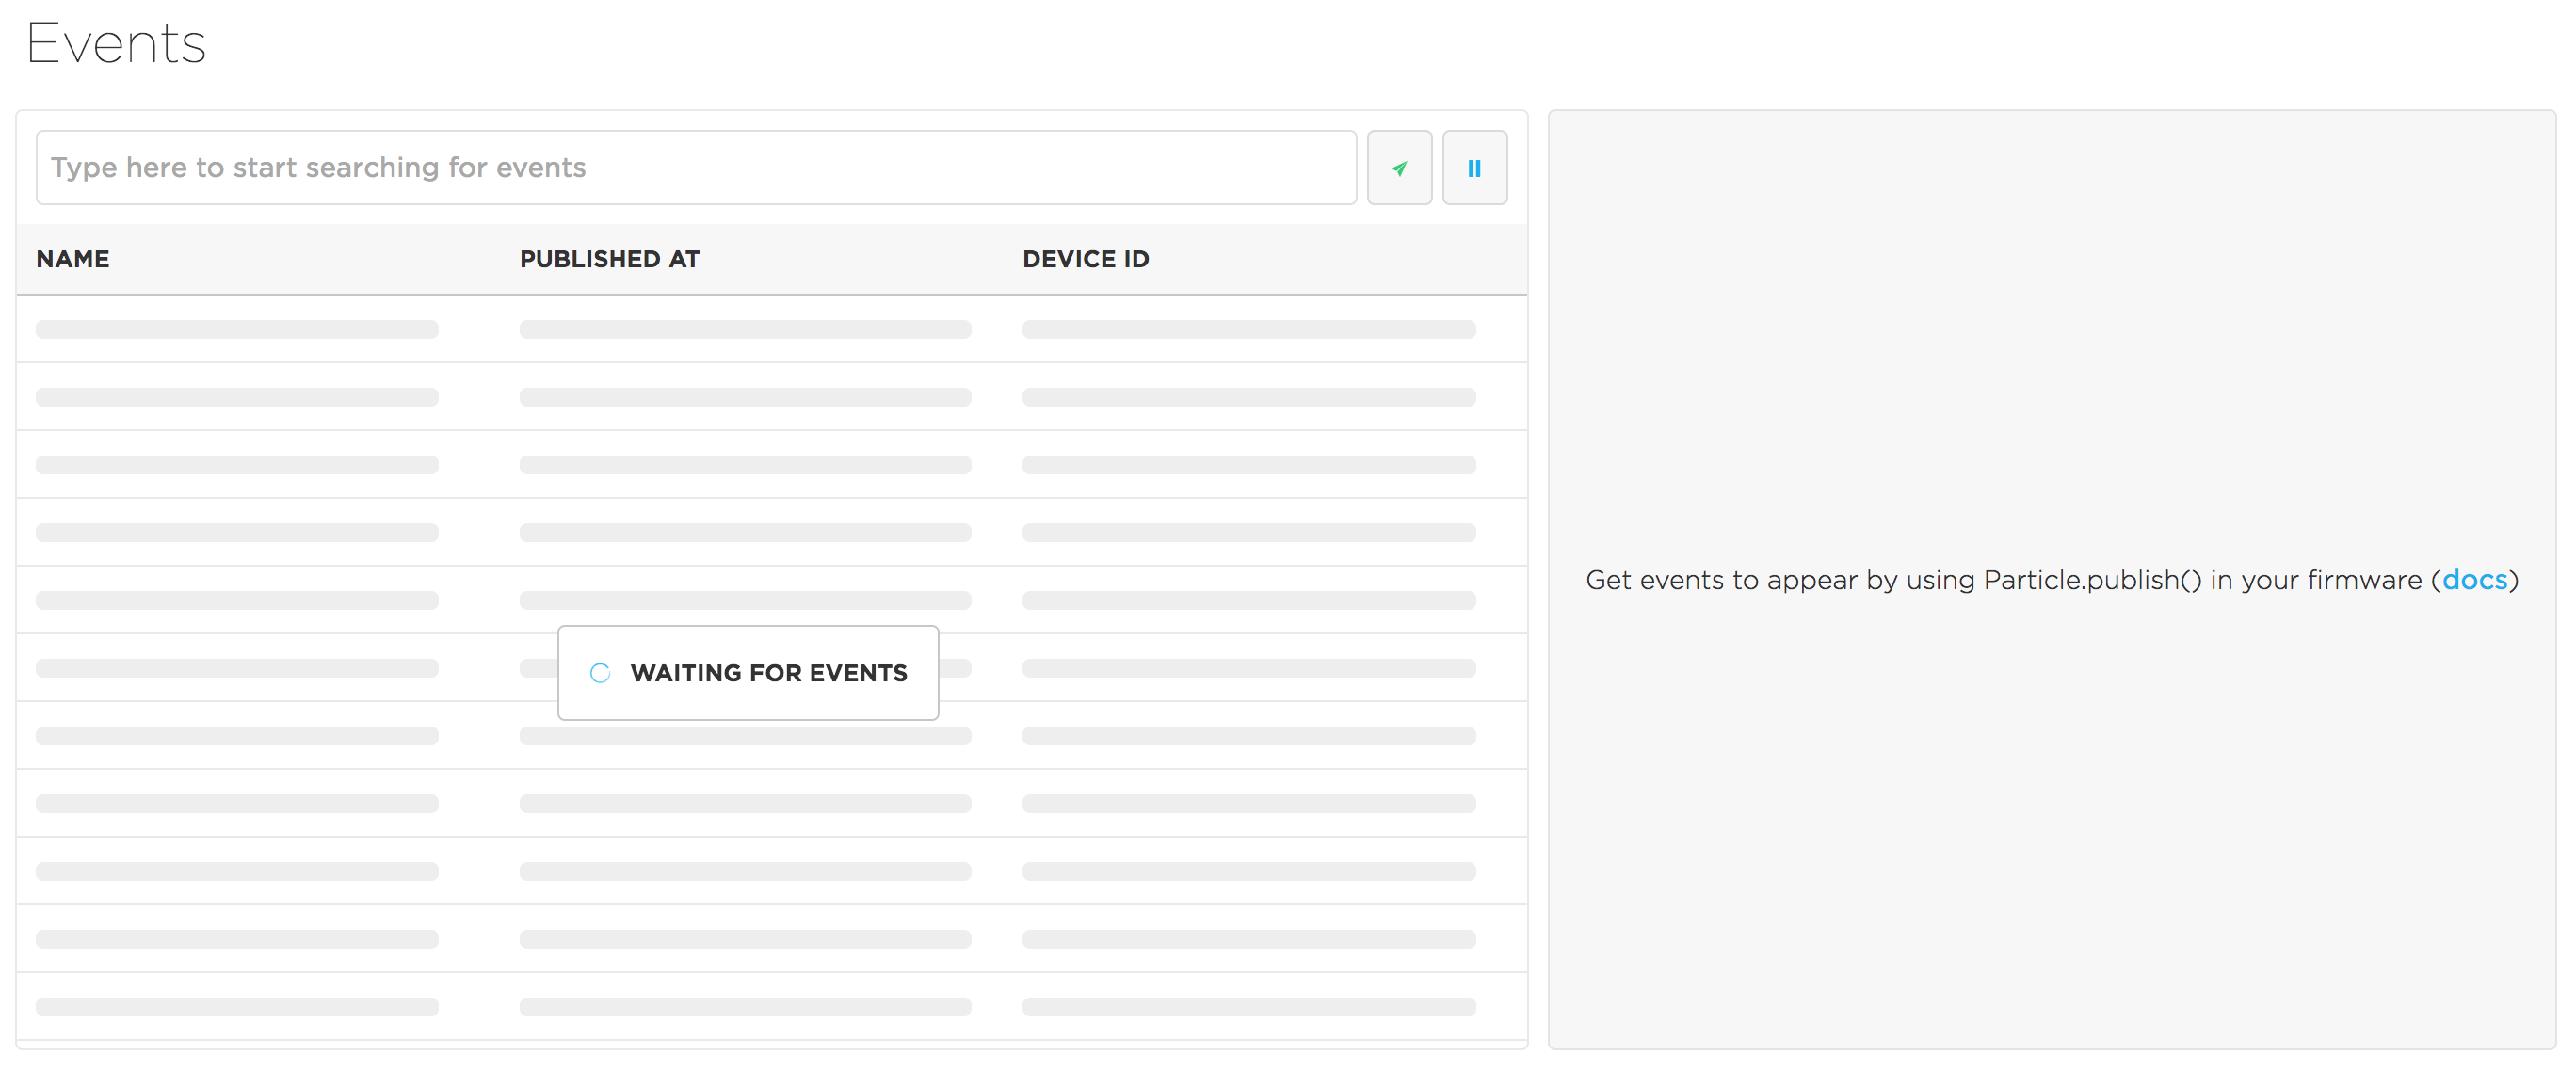 Events
Type here to start searching for events
NAME PUBLISHED AT DEVICE ID
WAITING FOR EVENTS
Get events to appear by using Particle.publish() in your firmware (docs)